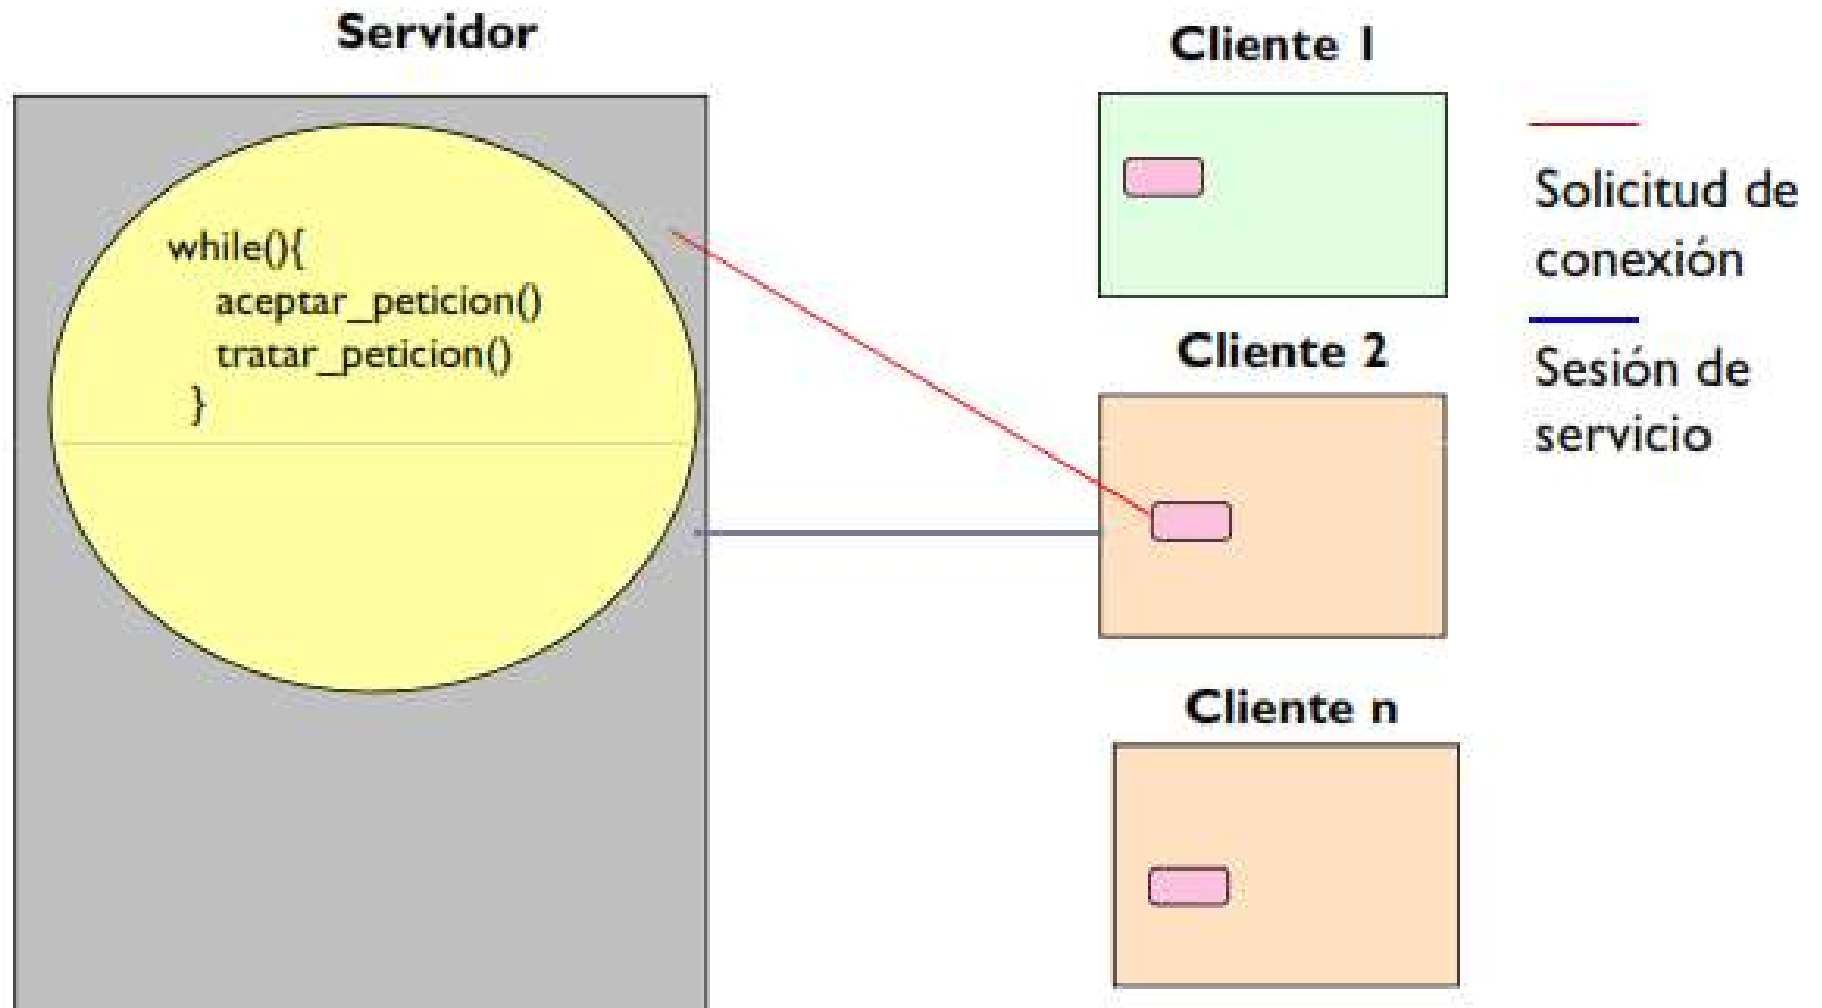 Servidor
while(){
aceptar_peticion()
tratar_peticion()
}
Cliente 1
Cliente 2
Cliente n
Solicitud de
conexión
Sesión de
servicio